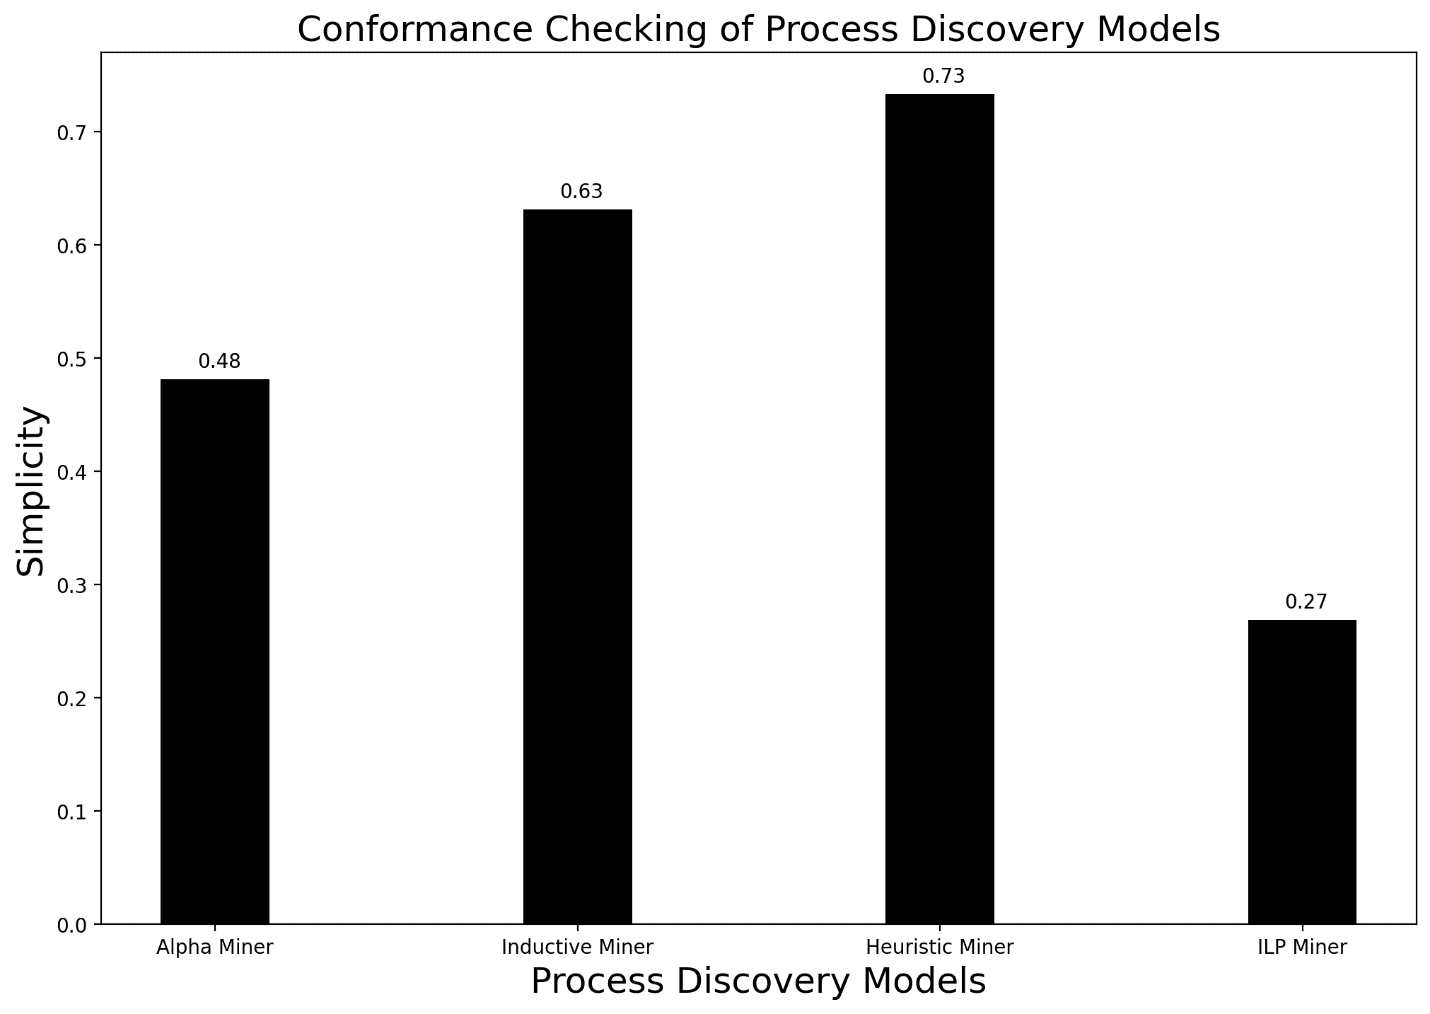 Conformance Checking of Process Discovery Models
0.73
0.7
0.63
0.6
0.48
0.5
0.4
0.3
0.27
0.2
0.1
0.0
Simplicity
Alpha Miner
Inductive Miner
Heuristic Miner
ILP Miner
Process Discovery Models